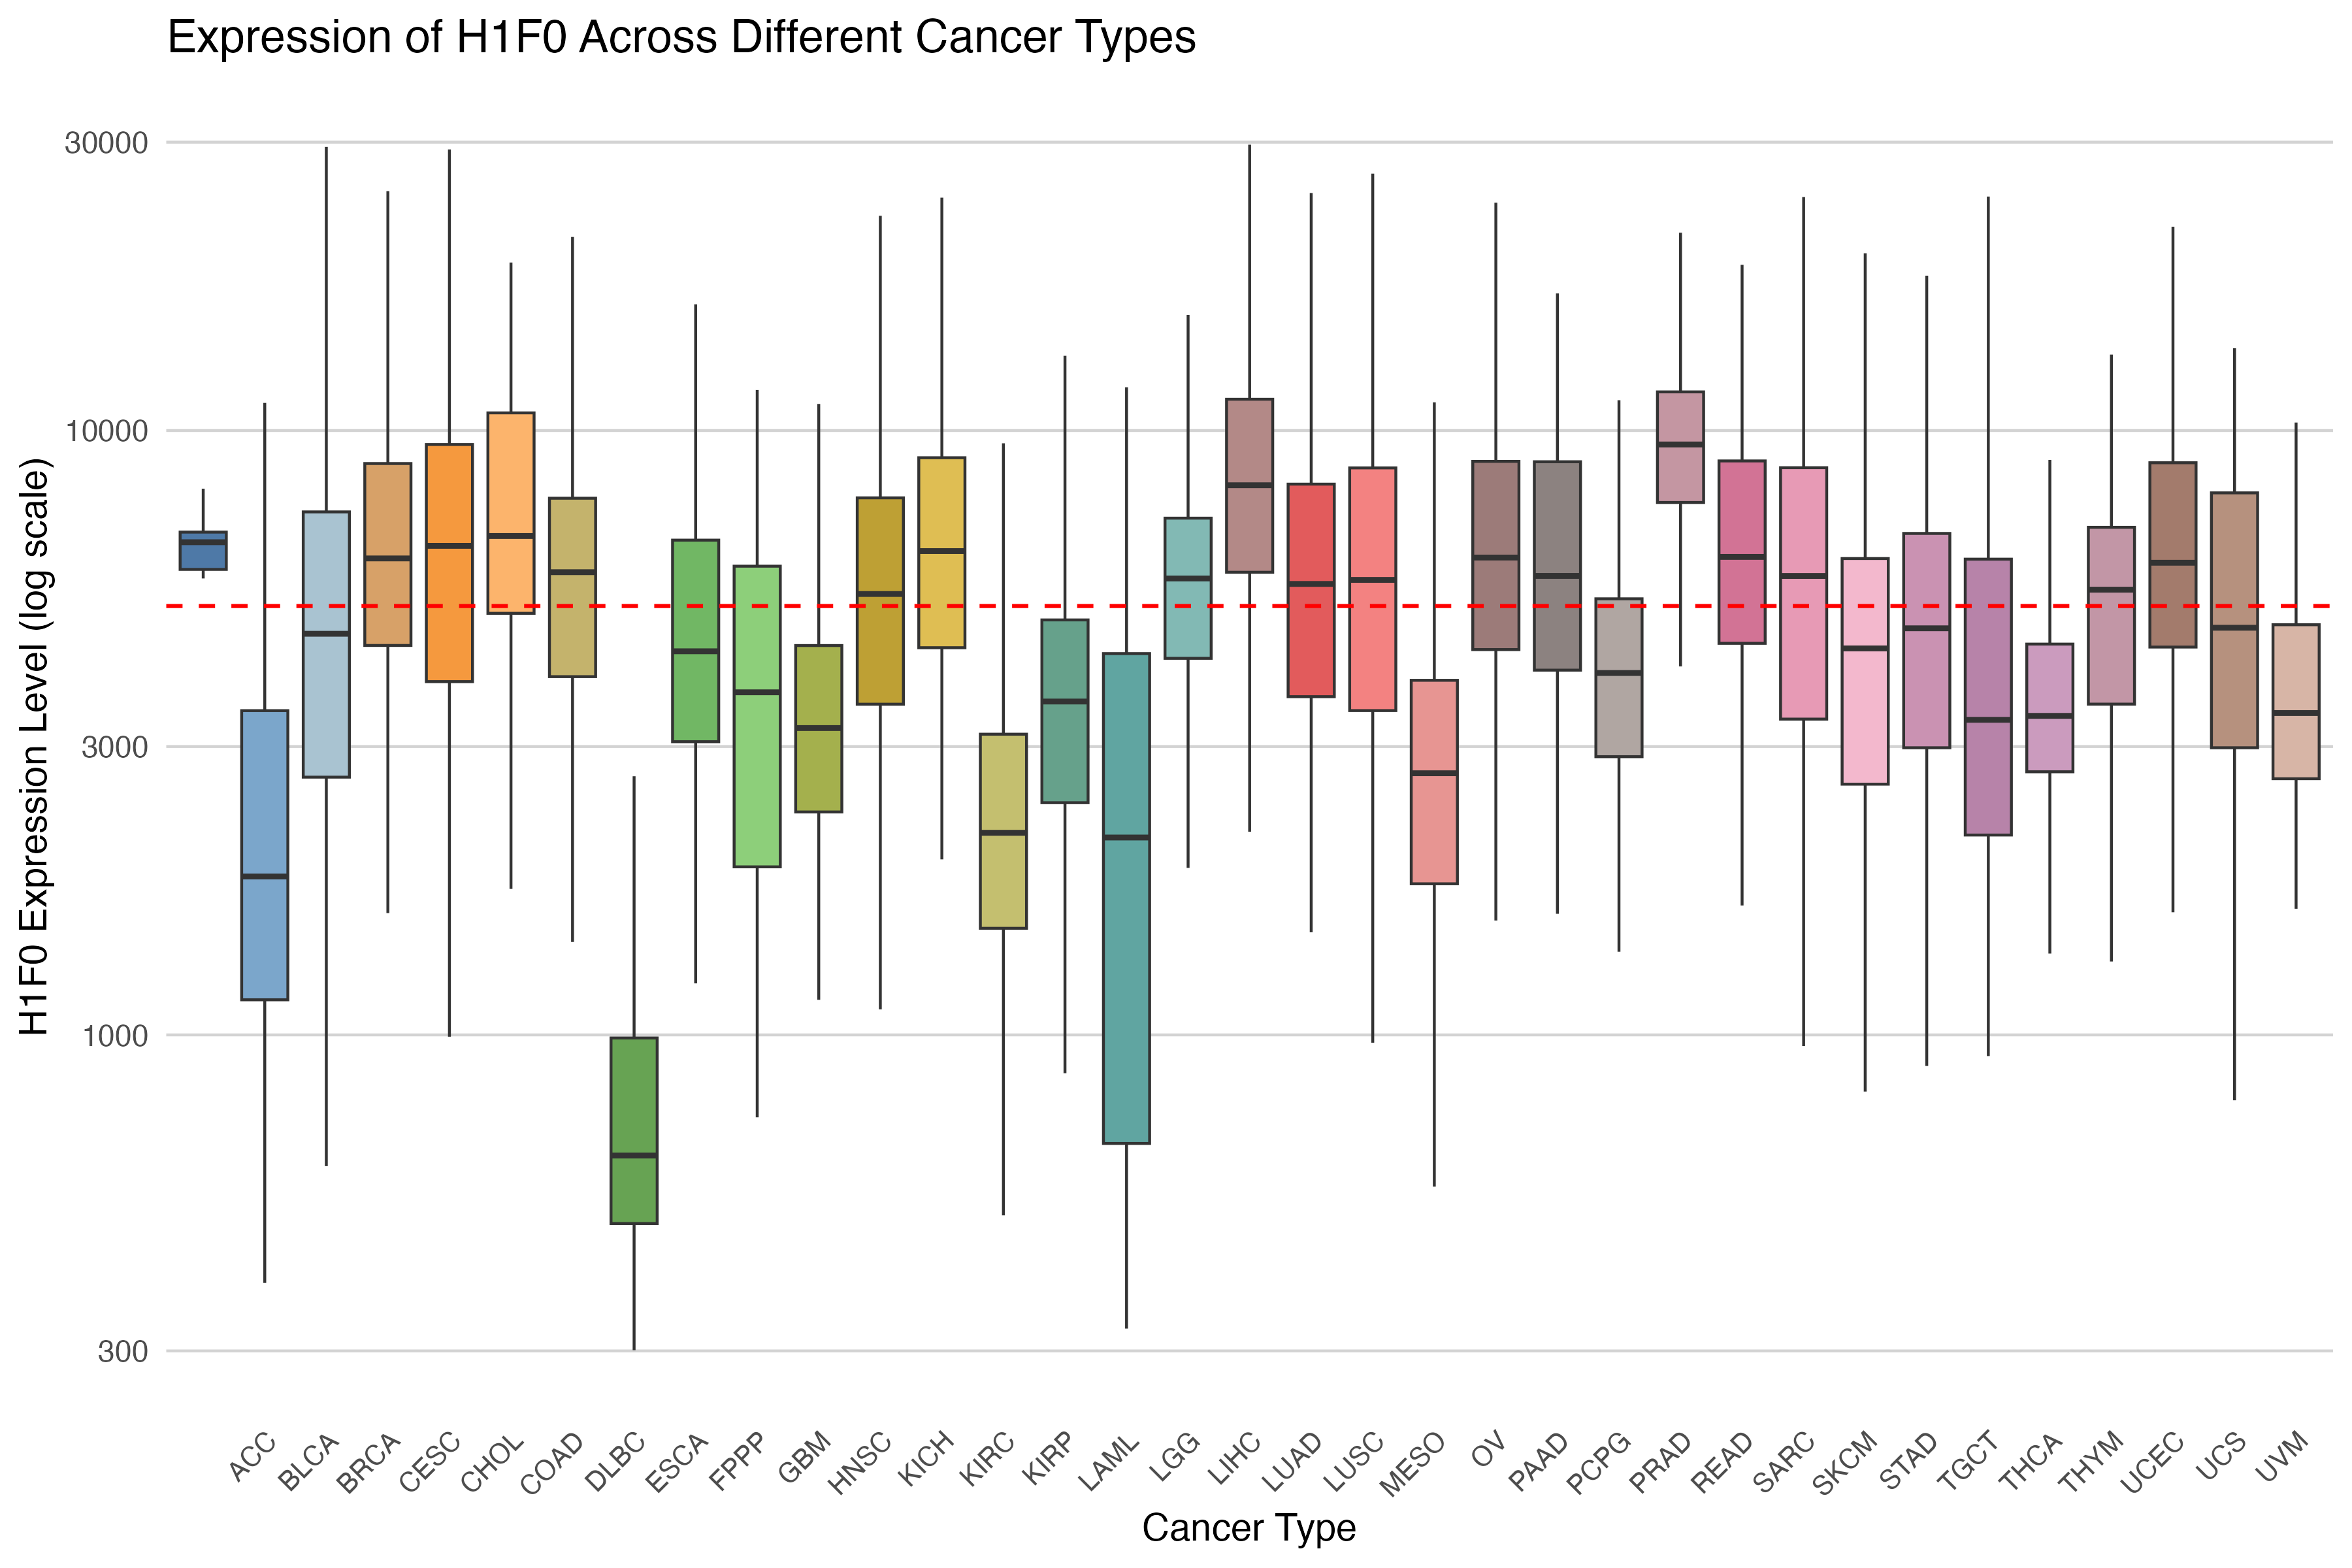 Expression of H1F0 Across Different Cancer Types
H1F0 Expression Level (log scale)
30000
10000
3000
1000
300
ACC
BLCA
BRCA
CESC
CHOL
COAD
DLBC
ESCA
FPPP
GBM
HNSC
KICH
KIRC
KIRP
LAML
LGG
LIHC
LUAD
LUSC
MESO
OV
PAAD
PCPG
PRAD
READ
SARC
SKCM
STAD
TGCT
THCA
THYM
UCEC
UCS
UVM
Cancer Type